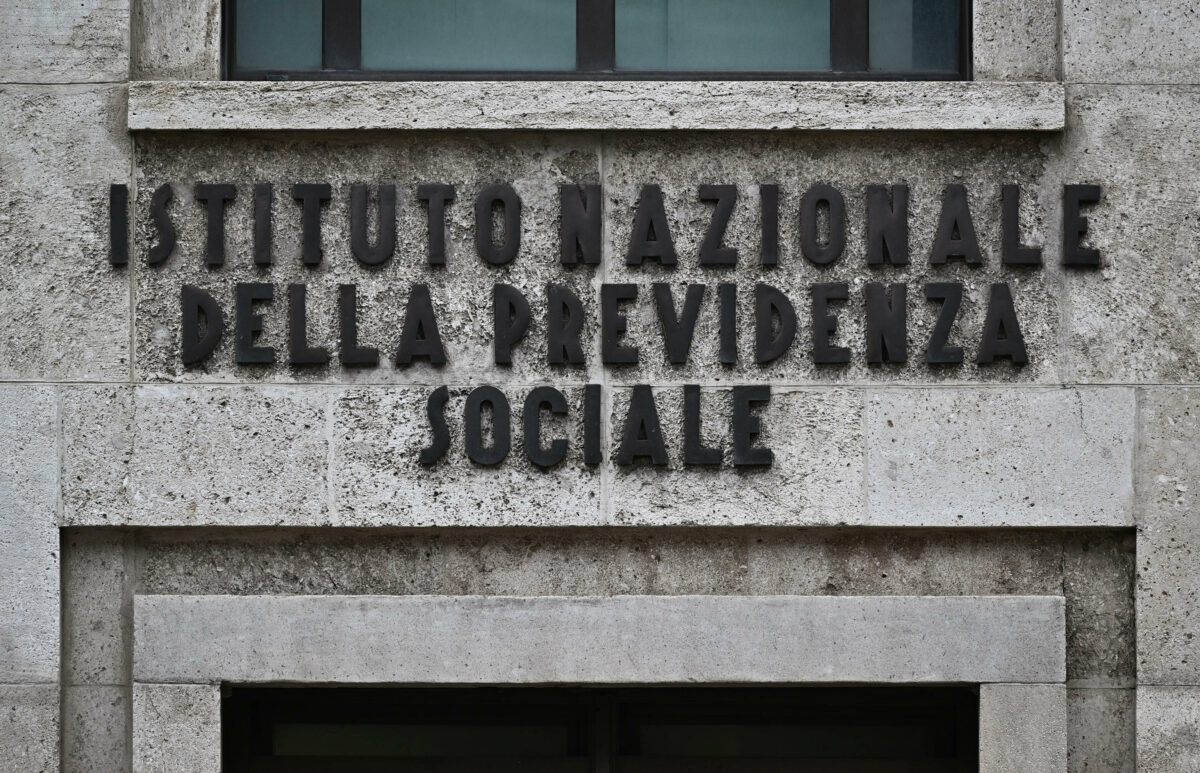 ISTITUTO NAZIONALE
DELLA PREVIDENZA
SOCIALE